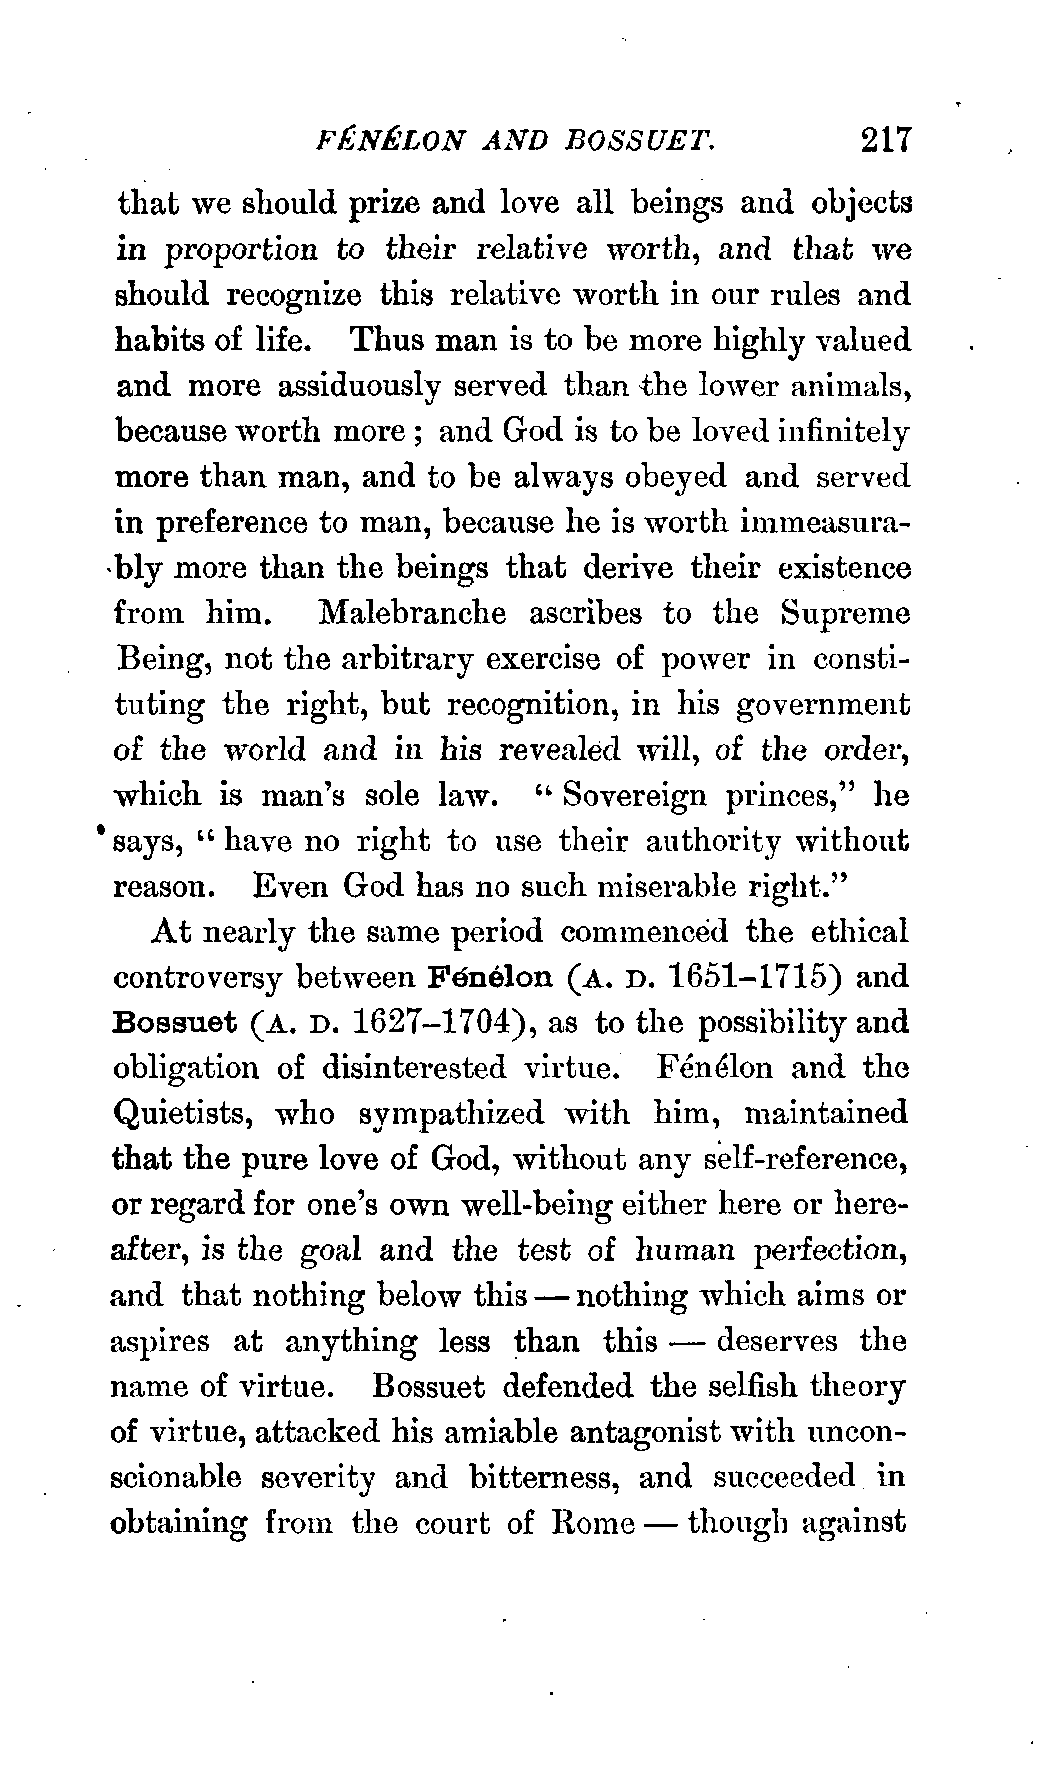 FÉNÉLON AND BOSSUET. 217
that we should prize and love all beings and objects
in proportion to their relative worth, and that we
should recognize this relative worth in our rules and
habits of life. Thus man is to be more highly valued
and more assiduously served than the lower animals,
because worth more ; and God is to be loved infinitely
more than man, and to be always obeyed and served
in preference to man, because he is worth immeasura-
bly more than the beings that derive their existence
from him. Malebranche ascribes to the Supreme
Being, not the arbitrary exercise of power in consti-
tuting the right, but recognition, in his government
of the world and in his revealed will, of the order,
which is man's sole law. “ Sovereign princes,” he
says, “ have no right to use their authority without
reason. Even God has no such miserable right.”
At nearly the same period commenced the ethical
controversy between Fénélon (A. D. 1651–1715) and
Bossuet (A. D. 1627–1704), as to the possibility and
obligation of disinterested virtue. Fénélon and the
Quietists, who sympathized with him, maintained
that the pure love of God, without any self-reference,
or regard for one's own well-being either here or here-
after, is the goal and the test of human perfection,
and that nothing below this — nothing which aims or
aspires at anything less than this — deserves the
name of virtue. Bossuet defended the selfish theory
of virtue, attacked his amiable antagonist with uncon-
scionable severity and bitterness, and succeeded in
obtaining from the court of Rome — though against